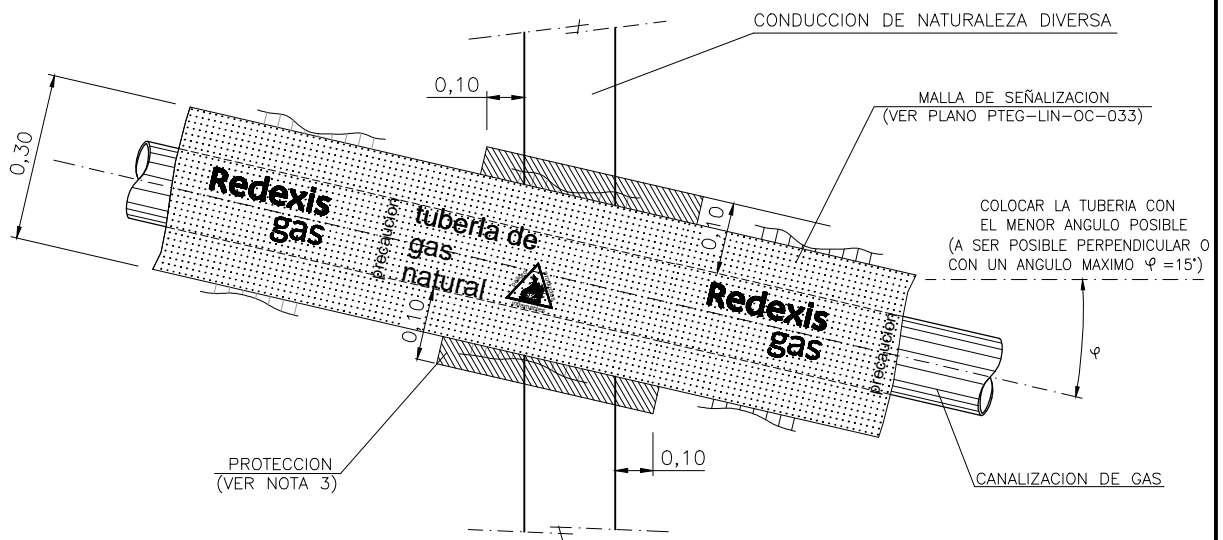 CONDUCCION DE NATURALEZA DIVERSA
0,10
MALLA DE SEÑALIZACION
(VER PLANO PTEG-LIN-OC-033)
0,30
Redexis
gas
precaucion
tuberia de
gas
natural
0,10
COLOCAR LA TUBERIA CON
EL MENOR ANGULO POSIBLE
(A SER POSIBLE PERPENDICULAR O
CON UN ANGULO MAXIMO φ =15°)
0,10
Redexis
gas
precaucion
φ
PROTECCION
(VER NOTA 3)
0,10
CANALIZACION DE GAS